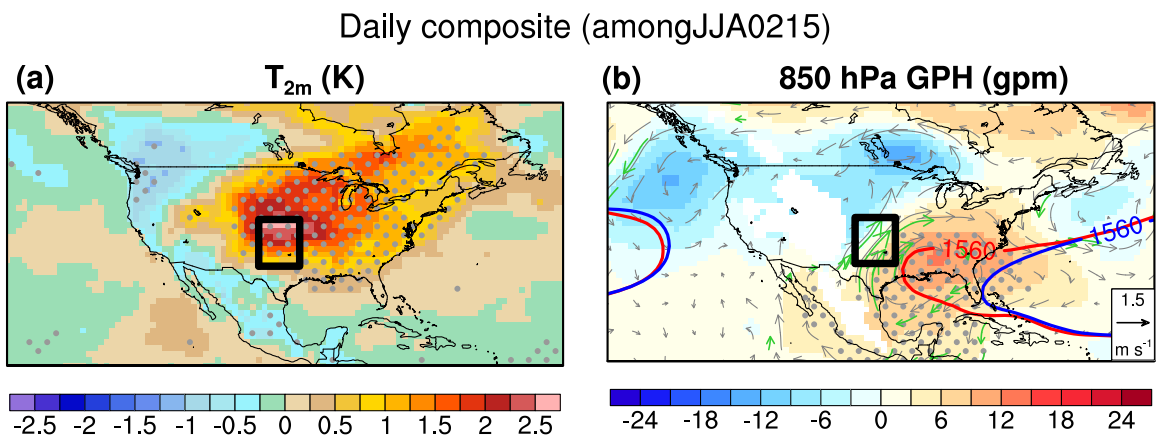 Daily composite (amongJJA0215)
(a) T2m (K)
(b) 850 hPa GPH (gpm)
1560
1560
1.5
m s-1
-2.5 -2 -1.5 -1 -0.5 0 0.5 1 1.5 2 2.5
-24 -18 -12 -6 0 6 12 18 24